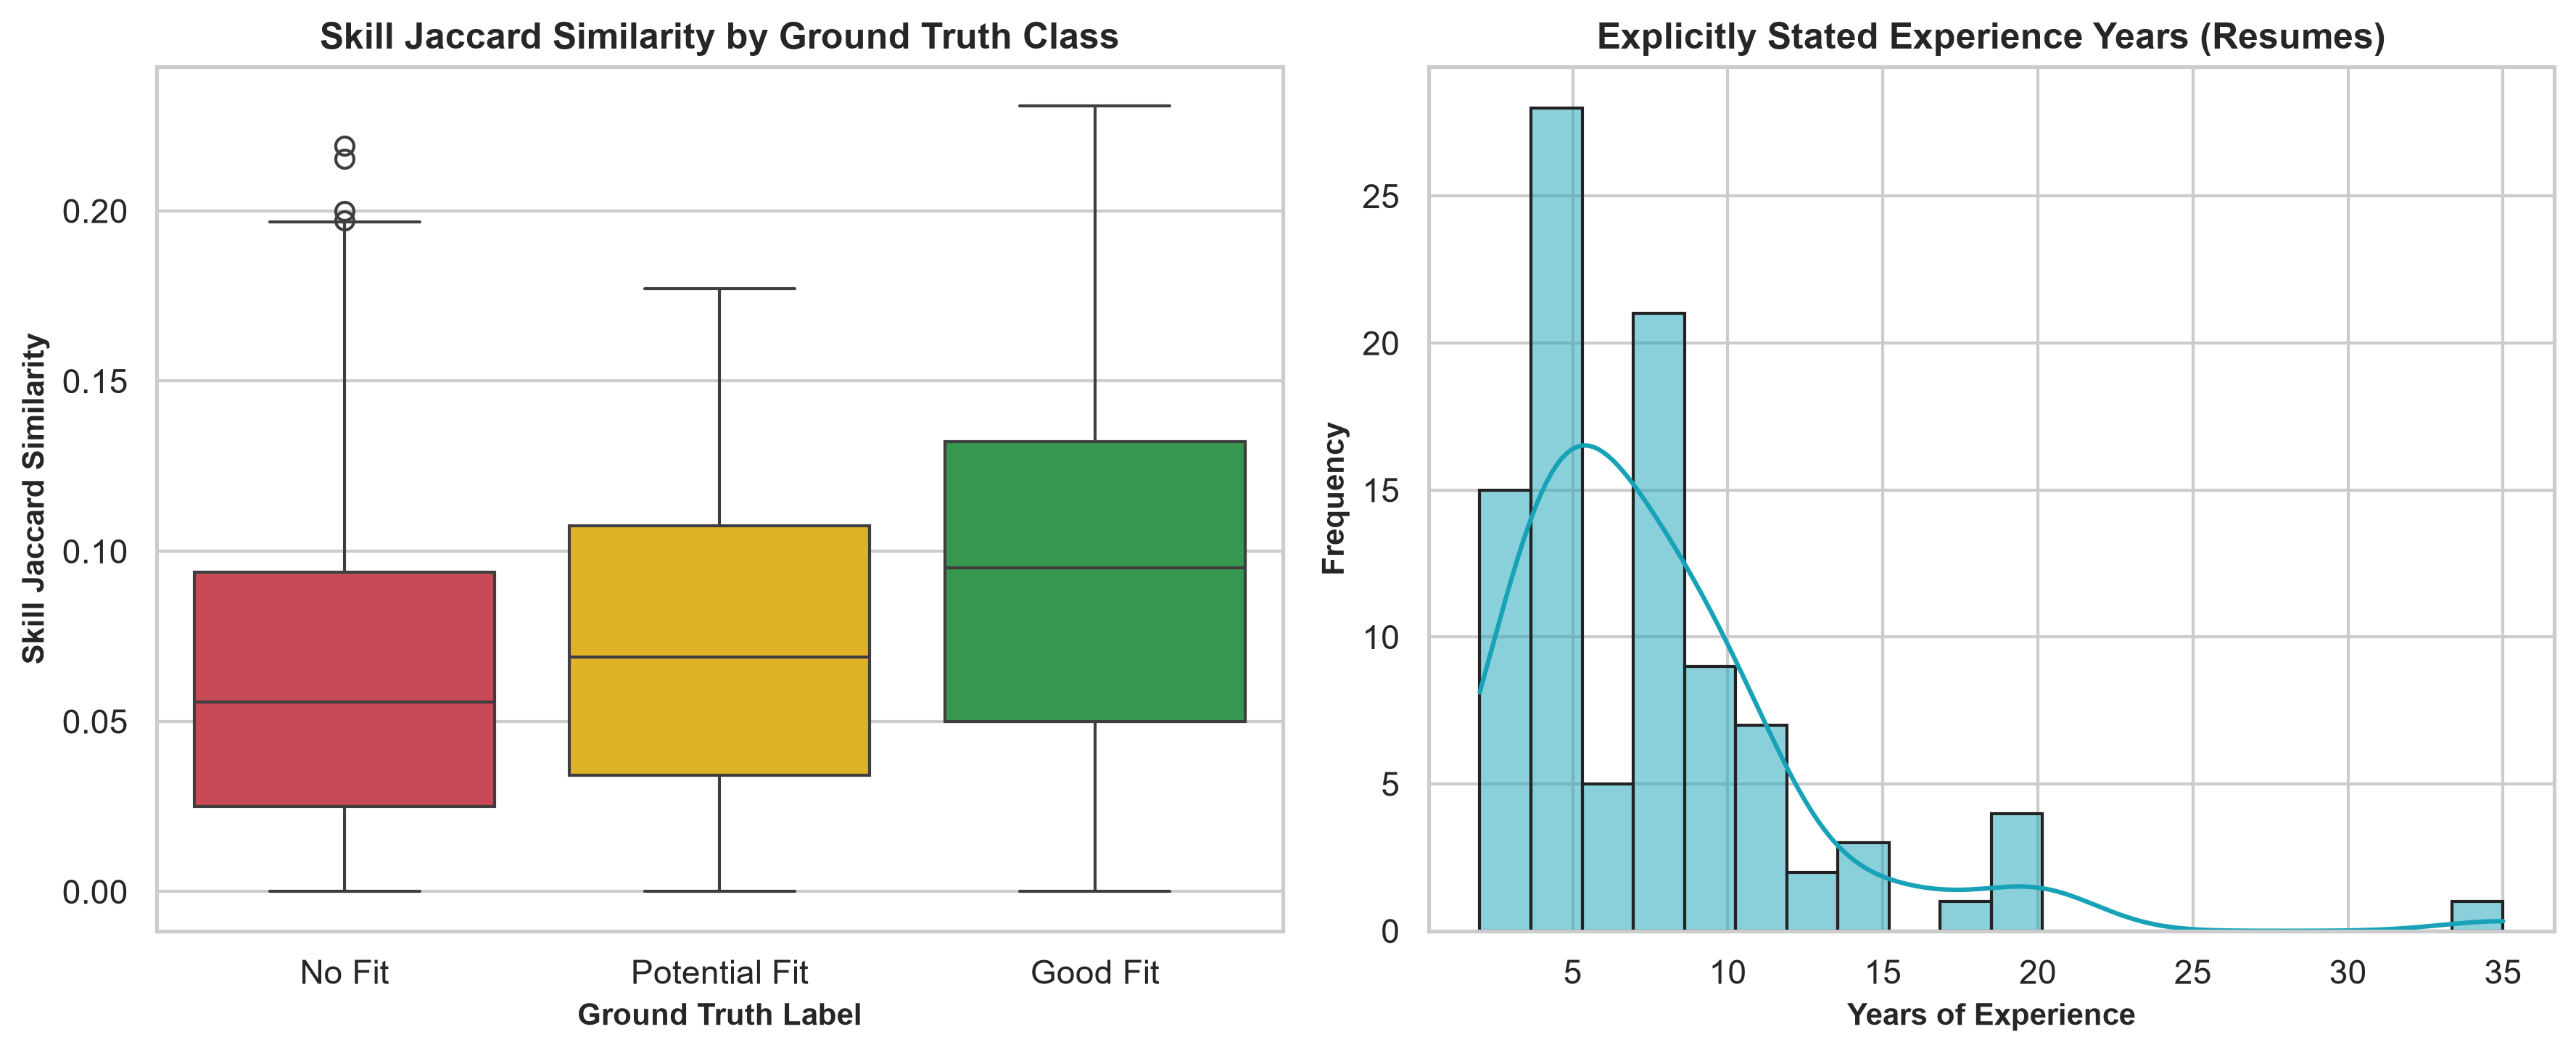 Skill Jaccard Similarity by Ground Truth Class
Skill Jaccard Similarity
0.20
0.15
0.10
0.05
0.00
No Fit
Potential Fit
Good Fit
Ground Truth Label
Explicitly Stated Experience Years (Resumes)
Frequency
25
20
15
10
5
0
5
10
15
20
25
30
35
Years of Experience